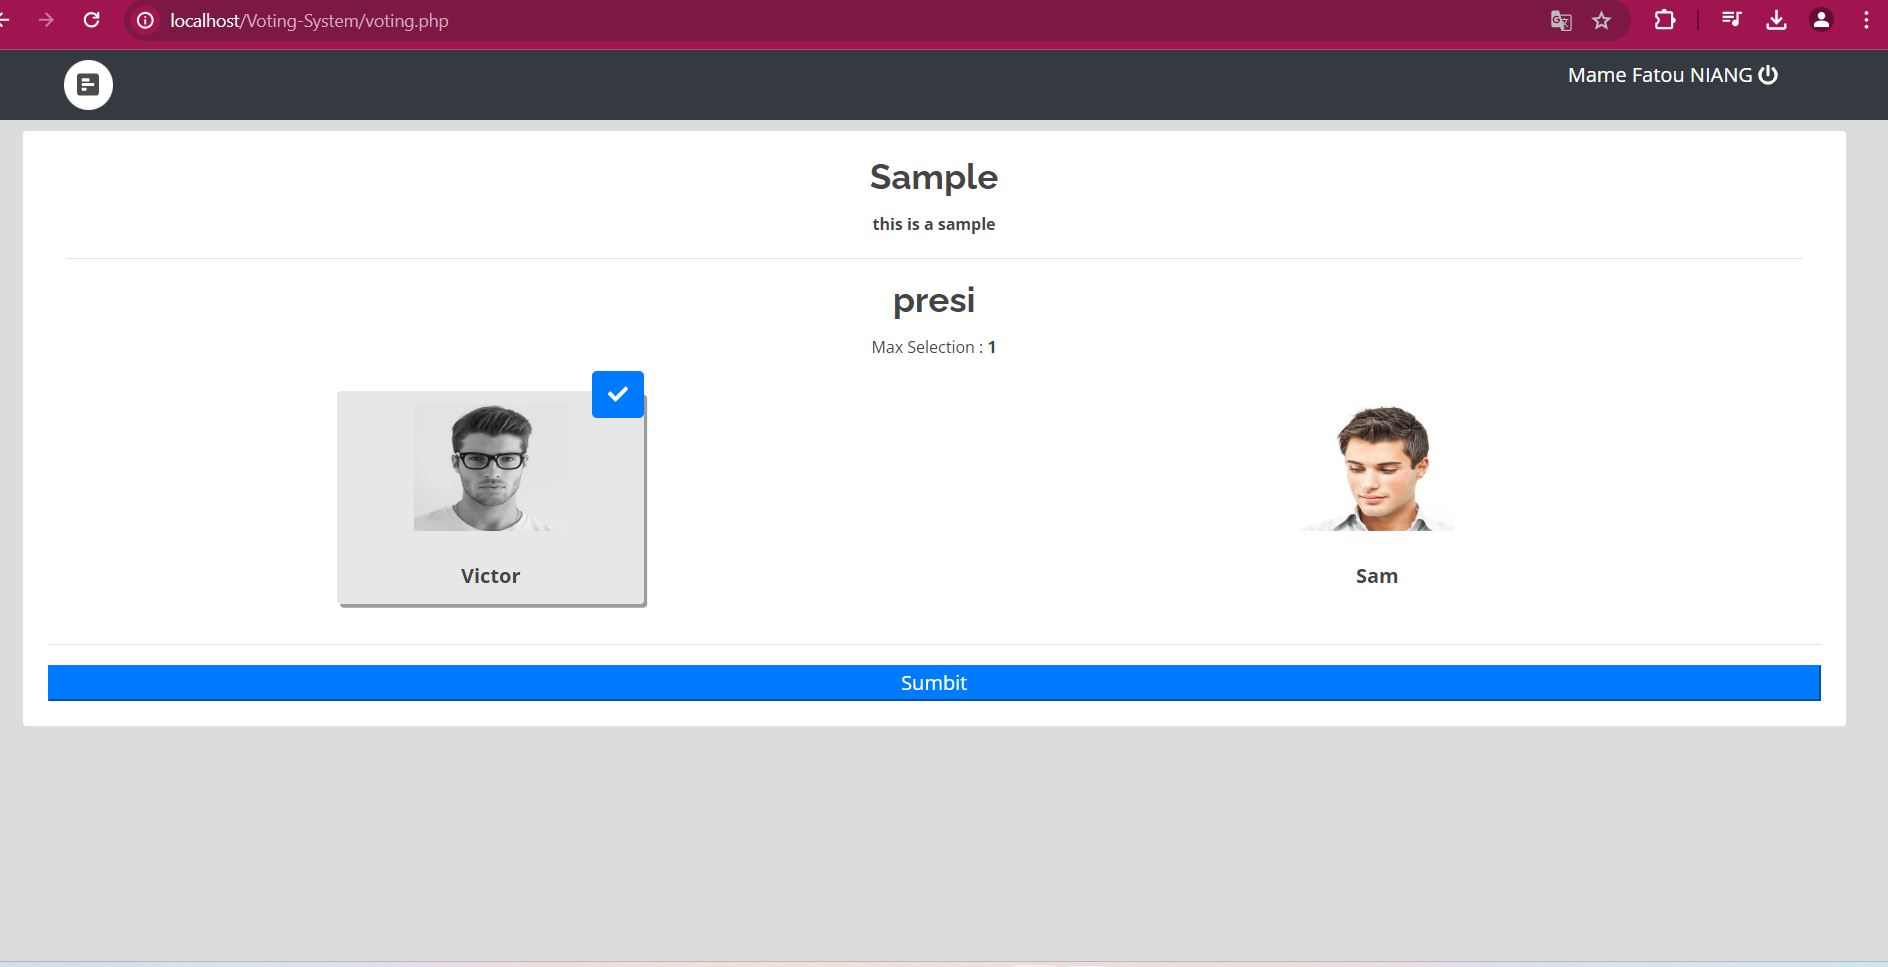 localhost/Voting-System/voting.php
Mame Fatou NIANG
Sample
this is a sample
presi
Max Selection : 1
Victor
Sam
Sumbit